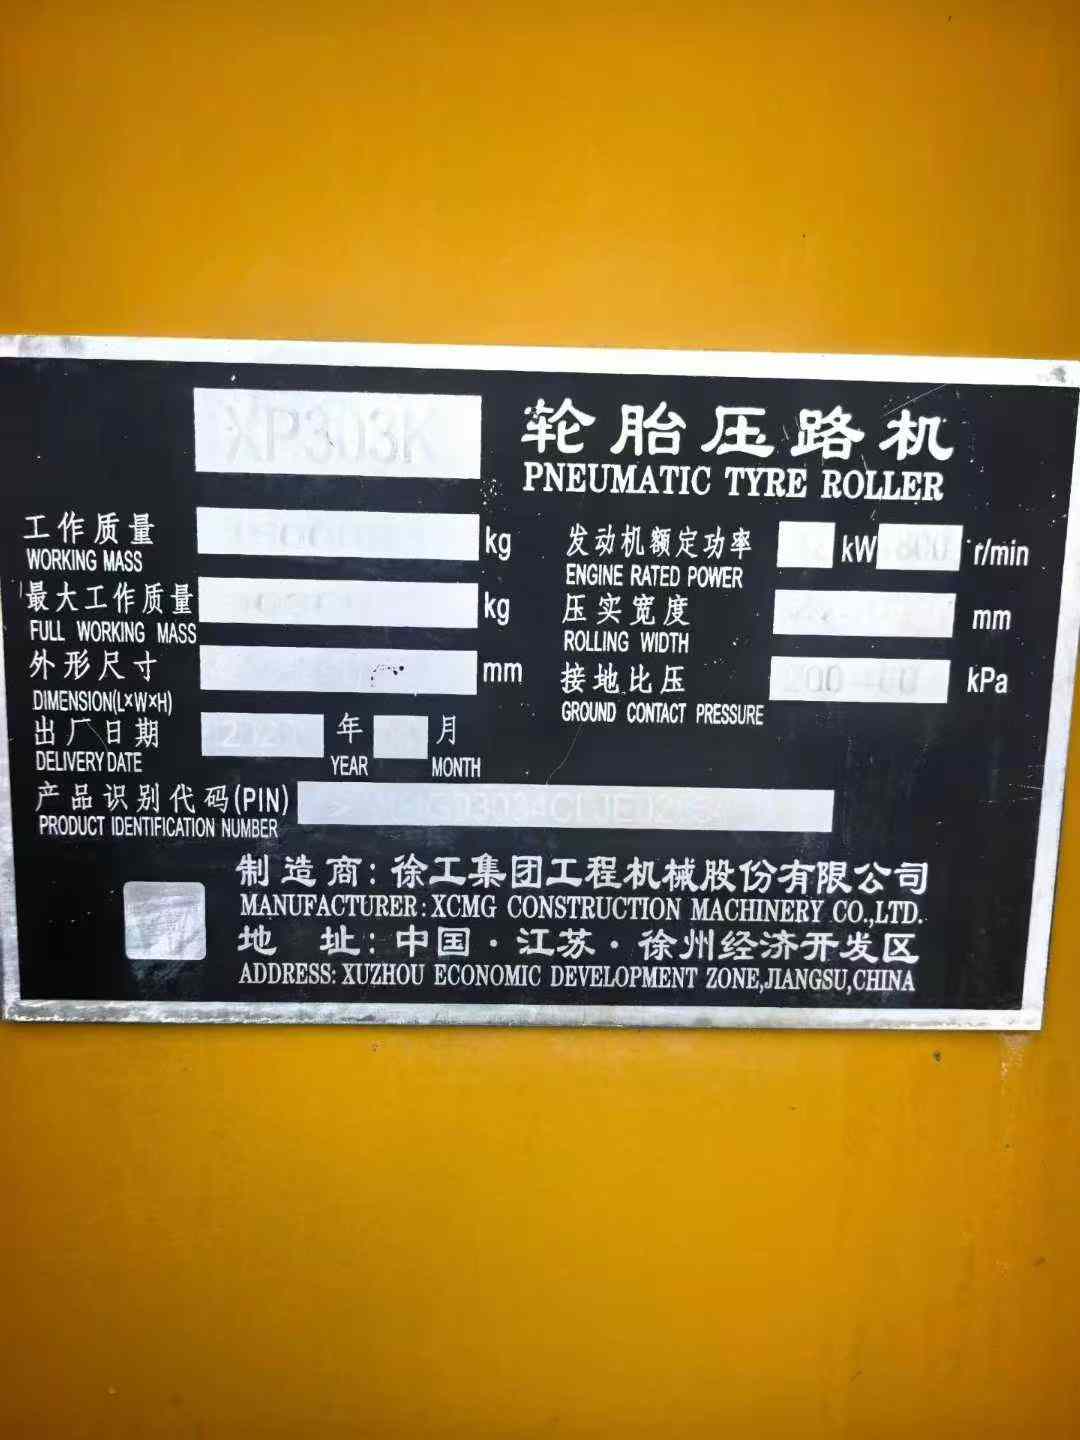 XP303K
轮胎压路机
PNEUMATIC TYRE ROLLER
工作质量 kg
WORKING MASS
最大工作质量 kg
FULL WORKING MASS
外形尺寸 mm
DIMENSION(L×W×H)
出厂日期 年 月
DELIVERY DATE YEAR MONTH
发动机额定功率 kW r/min
ENGINE RATED POWER
压实宽度 mm
ROLLING WIDTH
接地比压 kPa
GROUND CONTACT PRESSURE
产品识别代码(PIN)
PRODUCT IDENTIFICATION NUMBER
制造商:徐工集团工程机械股份有限公司
MANUFACTURER:XCMG CONSTRUCTION MACHINERY CO.,LTD.
地 址:中国·江苏·徐州经济开发区
ADDRESS: XUZHOU ECONOMIC DEVELOPMENT ZONE,JIANGSU,CHINA